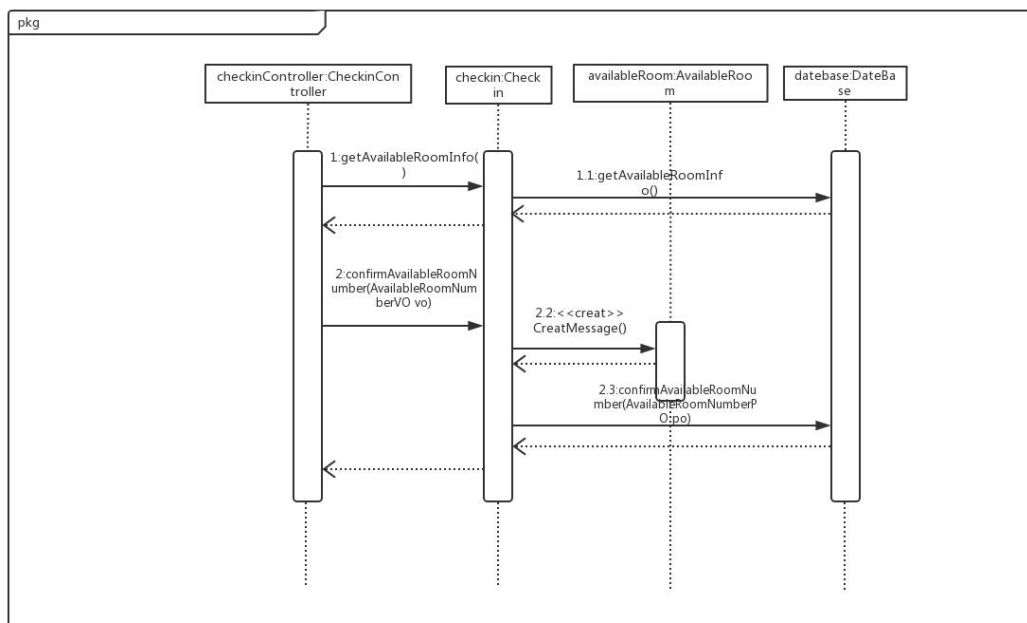 pkg
checkinController:CheckinCon
troller
checkin:Check
in
availableRoom:AvailableRoo
m
datebase:DateBa
se
1:getAvailableRoomInfo(
)
1.1:getAvailableRoomInf
o()
2:confirmAvailableRoomN
umber(AvailableRoomNum
berVO vo)
2.2:<<creat>>
CreatMessage()
2.3:confirmAvailableRoomNu
mber(AvailableRoomNumberP
O po)